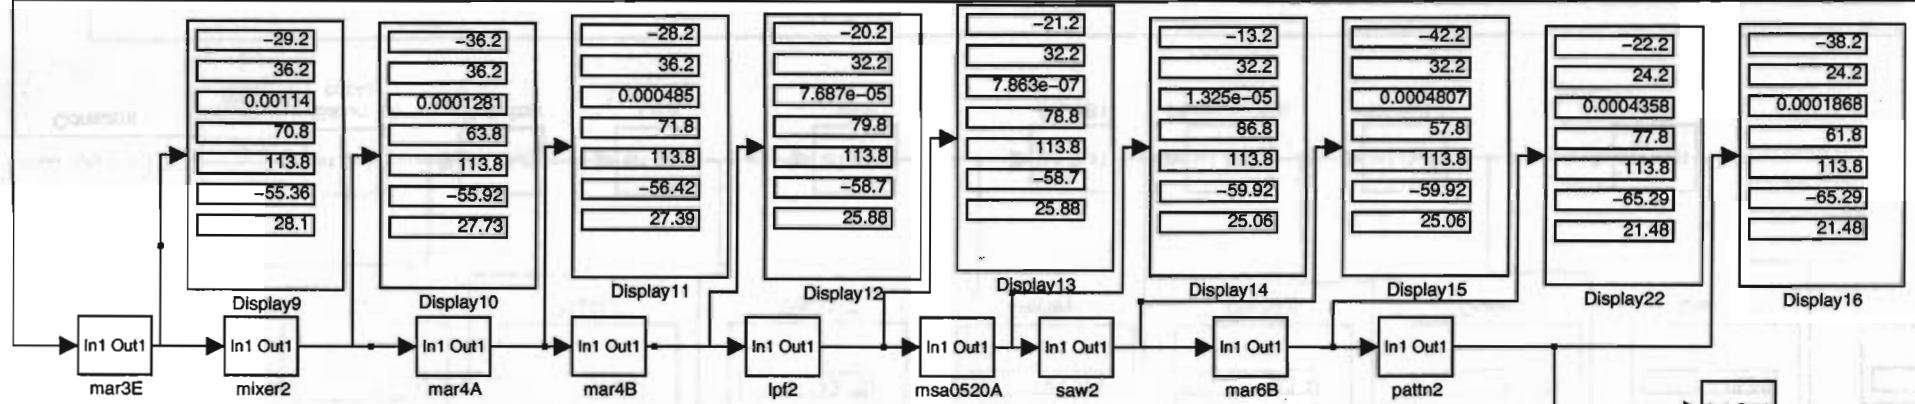 -29.2
36.2
0.00114
70.8
113.8
-55.36
28.1
Display9
-36.2
36.2
0.0001281
63.8
113.8
-55.92
27.73
Display10
-28.2
36.2
0.000485
71.8
113.8
-56.42
27.39
Display11
-20.2
32.2
7.687e-05
79.8
113.8
-58.7
25.88
Display12
-21.2
32.2
7.863e-07
78.8
113.8
-58.7
25.88
Display13
-13.2
32.2
1.325e-05
86.8
113.8
-59.92
25.06
Display14
-42.2
32.2
0.0004807
57.8
113.8
-59.92
25.06
Display15
-22.2
24.2
0.0004358
77.8
113.8
-65.29
21.48
Display22
-38.2
24.2
0.0001868
61.8
113.8
-65.29
21.48
Display16
In1 Out1
mar3E
In1 Out1
mixer2
In1 Out1
mar4A
In1 Out1
mar4B
In1 Out1
lpf2
In1 Out1
msa0520A
In1 Out1
saw2
In1 Out1
mar6B
In1 Out1
pattn2